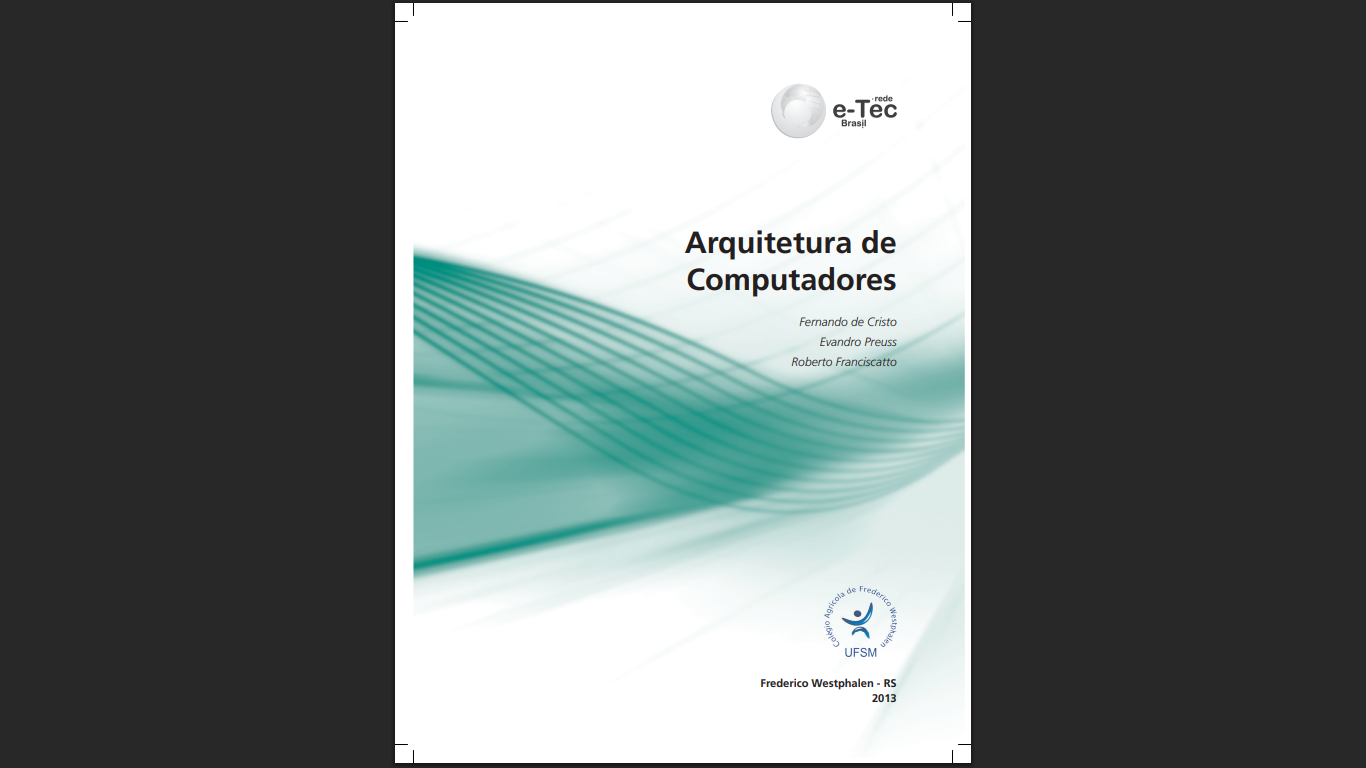 rede
e-Tec
Brasil
Arquitetura de
Computadores
Fernando de Cristo
Evandro Preuss
Roberto Franciscatto
Colégio Agrícola de Frederico Westphalen
UFSM
Frederico Westphalen - RS
2013